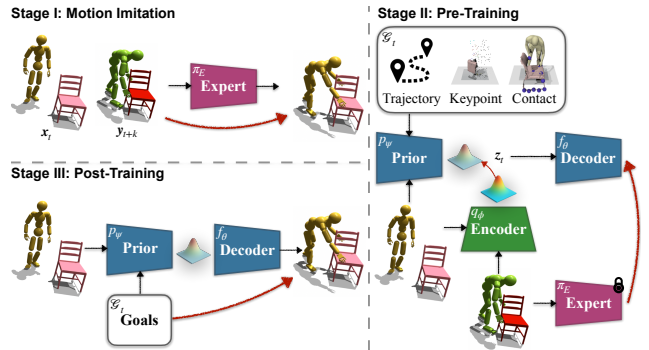 Stage I: Motion Imitation
x_t
y_{t+k}
π_E
Expert
Stage II: Pre-Training
𝒢_t
Trajectory
Keypoint
Contact
p_ψ
Prior
z_t
f_θ
Decoder
q_ϕ
Encoder
π_E
Expert
Stage III: Post-Training
p_ψ
Prior
f_θ
Decoder
𝒢_t
Goals